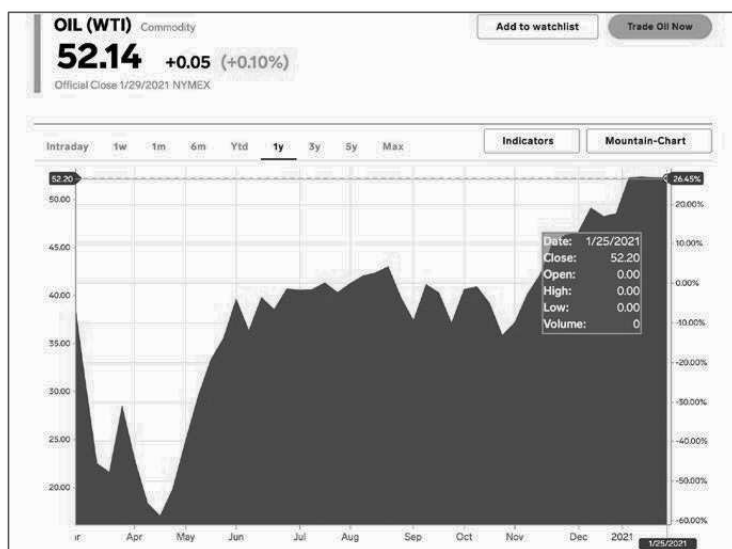 OIL (WTI) Commodity
Add to watchlist
Trade Oil Now
52.14 +0.05 (+0.10%)
Official Close 1/29/2021 NYMEX
Intraday 1w 1m 6m Ytd 1y 3y 5y Max
Indicators
Mountain-Chart
52.20
26.45%
50.00
20.00%
45.00
10.00%
Date: 1/25/2021
Close: 52.20
Open: 0.00
High: 0.00
Low: 0.00
Volume: 0
0.00%
40.00
-10.00%
35.00
-20.00%
30.00
-30.00%
25.00
-40.00%
20.00
-50.00%
-60.00%
Apr May Jun Jul Aug Sep Oct Nov Dec 2021
1/25/2021